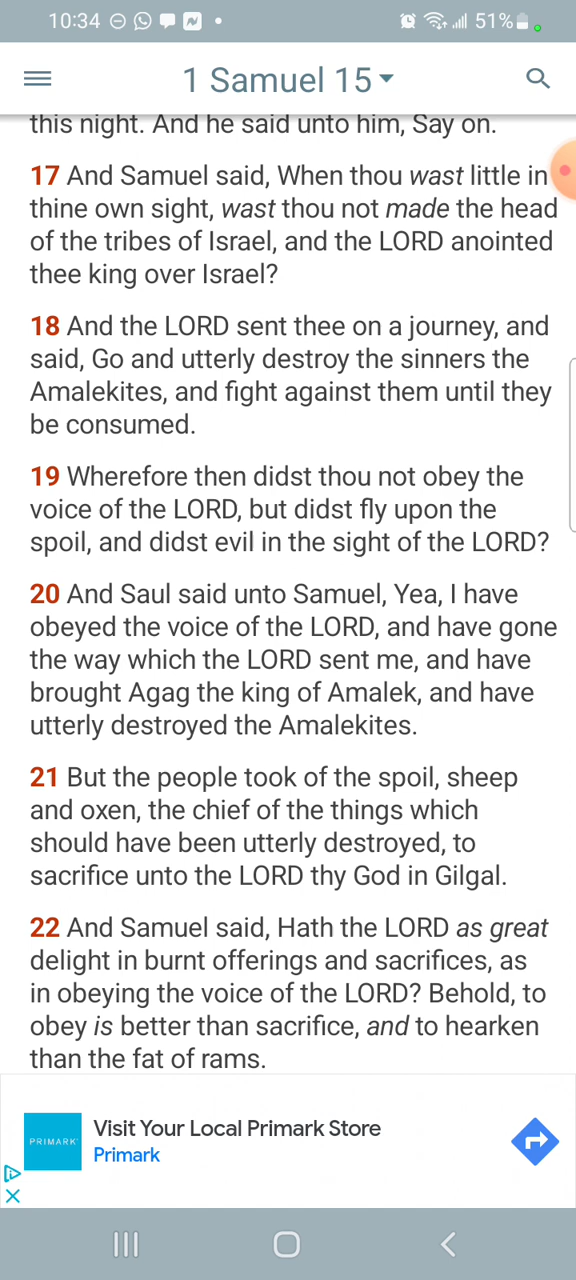 10:34
51%
1 Samuel 15
this night. And he said unto him, Say on.
17 And Samuel said, When thou wast little in
thine own sight, wast thou not made the head
of the tribes of Israel, and the LORD anointed
thee king over Israel?
18 And the LORD sent thee on a journey, and
said, Go and utterly destroy the sinners the
Amalekites, and fight against them until they
be consumed.
19 Wherefore then didst thou not obey the
voice of the LORD, but didst fly upon the
spoil, and didst evil in the sight of the LORD?
20 And Saul said unto Samuel, Yea, I have
obeyed the voice of the LORD, and have gone
the way which the LORD sent me, and have
brought Agag the king of Amalek, and have
utterly destroyed the Amalekites.
21 But the people took of the spoil, sheep
and oxen, the chief of the things which
should have been utterly destroyed, to
sacrifice unto the LORD thy God in Gilgal.
22 And Samuel said, Hath the LORD as great
delight in burnt offerings and sacrifices, as
in obeying the voice of the LORD? Behold, to
obey is better than sacrifice, and to hearken
than the fat of rams.
PRIMARK
Visit Your Local Primark Store
Primark